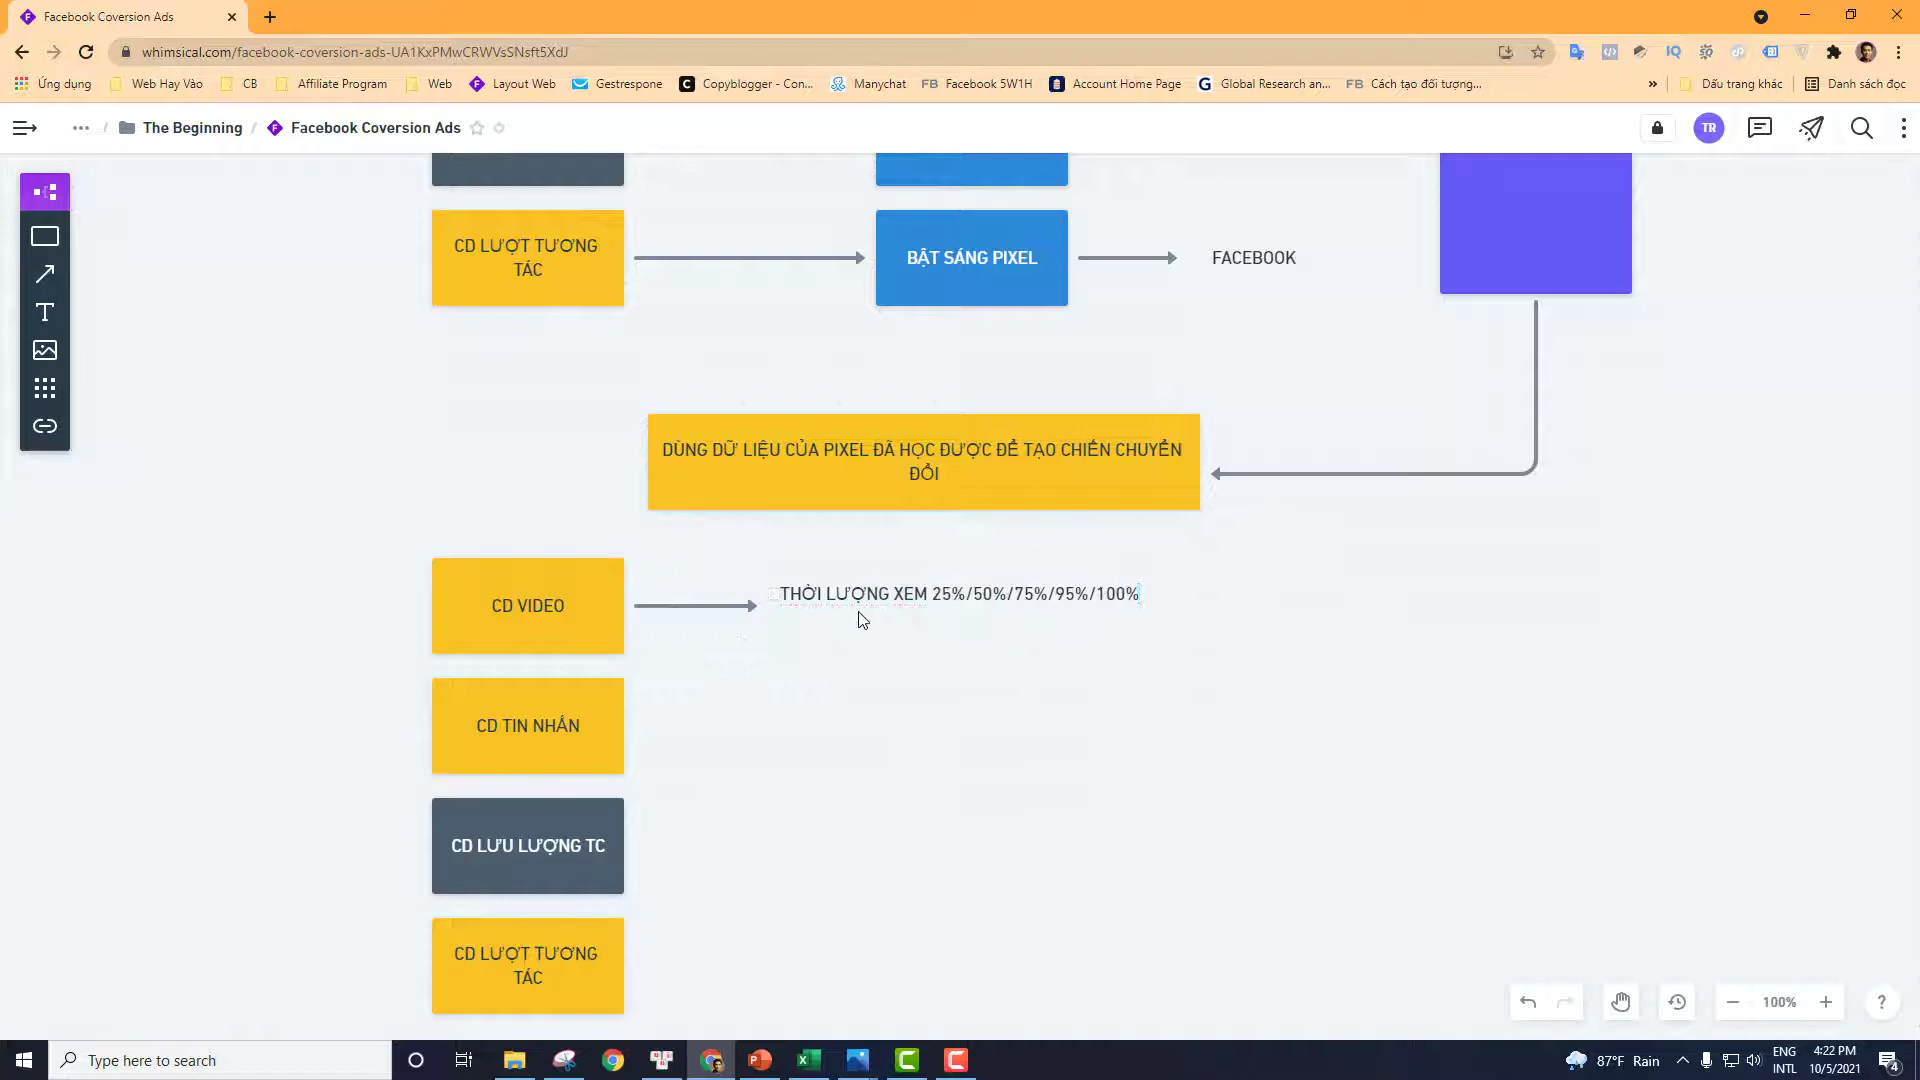 Facebook Coversion Ads
whimsical.com/facebook-coversion-ads-UA1KxPMwCRWVsSNsft5XdJ
Ứng dụng
Web Hay Vào
CB
Affiliate Program
Web
Layout Web
Gestrespone
Copyblogger - Con...
Manychat
FB Facebook 5W1H
Account Home Page
Global Research an...
FB Cách tạo đối tượng...
Dấu trang khác
Danh sách đọc
... / The Beginning / Facebook Coversion Ads
TR
CD LƯỢT TƯƠNG
TÁC
BẬT SÁNG PIXEL
FACEBOOK
DÙNG DỮ LIỆU CỦA PIXEL ĐÃ HỌC ĐƯỢC ĐỂ TẠO CHIẾN CHUYỂN
ĐỔI
CD VIDEO
THỜI LƯỢNG XEM 25%/50%/75%/95%/100%
CD TIN NHẮN
CD LƯU LƯỢNG TC
CD LƯỢT TƯƠNG
TÁC
100%
?
Type here to search
87°F Rain
ENG
INTL
4:22 PM
10/5/2021
4